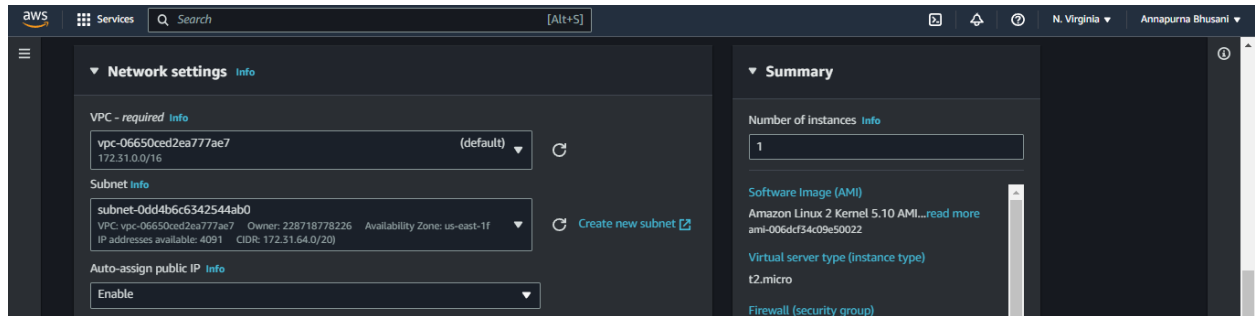 aws
Services
Search
[Alt+S]
N. Virginia
Annapurna Bhusani
Network settings Info
VPC - required Info
vpc-06650ced2ea777ae7 (default)
172.31.0.0/16
Subnet Info
subnet-0dd4b6c6342544ab0
VPC: vpc-06650ced2ea777ae7 Owner: 228718778226 Availability Zone: us-east-1f
IP addresses available: 4091 CIDR: 172.31.64.0/20)
Create new subnet
Auto-assign public IP Info
Enable
Summary
Number of instances Info
1
Software Image (AMI)
Amazon Linux 2 Kernel 5.10 AMI...read more
ami-006dcf34c09e50022
Virtual server type (instance type)
t2.micro
Firewall (security group)